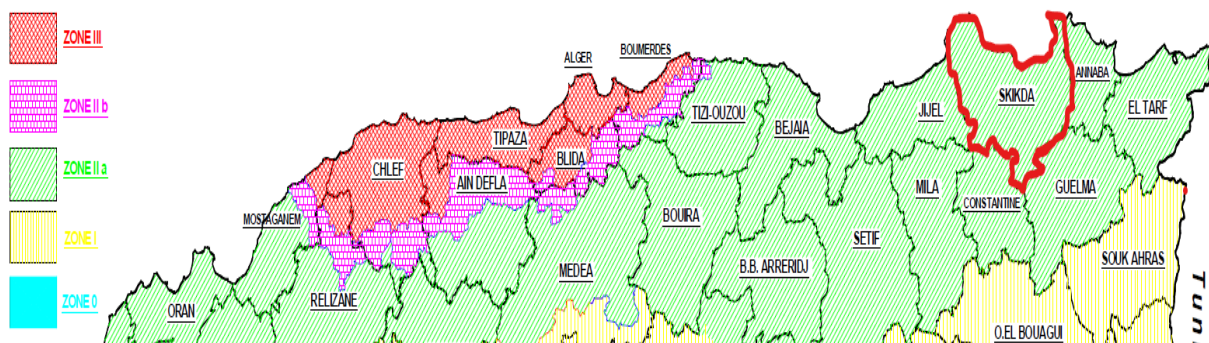 ZONE III
ZONE II b
ZONE II a
ZONE I
ZONE 0
ALGER
BOUMERDES
TIPAZA
BLIDA
CHLEF
AIN DEFLA
MOSTAGANEM
RELIZANE
ORAN
MEDEA
BOUIRA
TIZI-OUZOU
BEJAIA
B.B. ARRERIDJ
SETIF
JIJEL
MILA
SKIKDA
CONSTANTINE
ANNABA
EL TARF
GUELMA
SOUK AHRAS
O.EL BOUAGUI
Tun